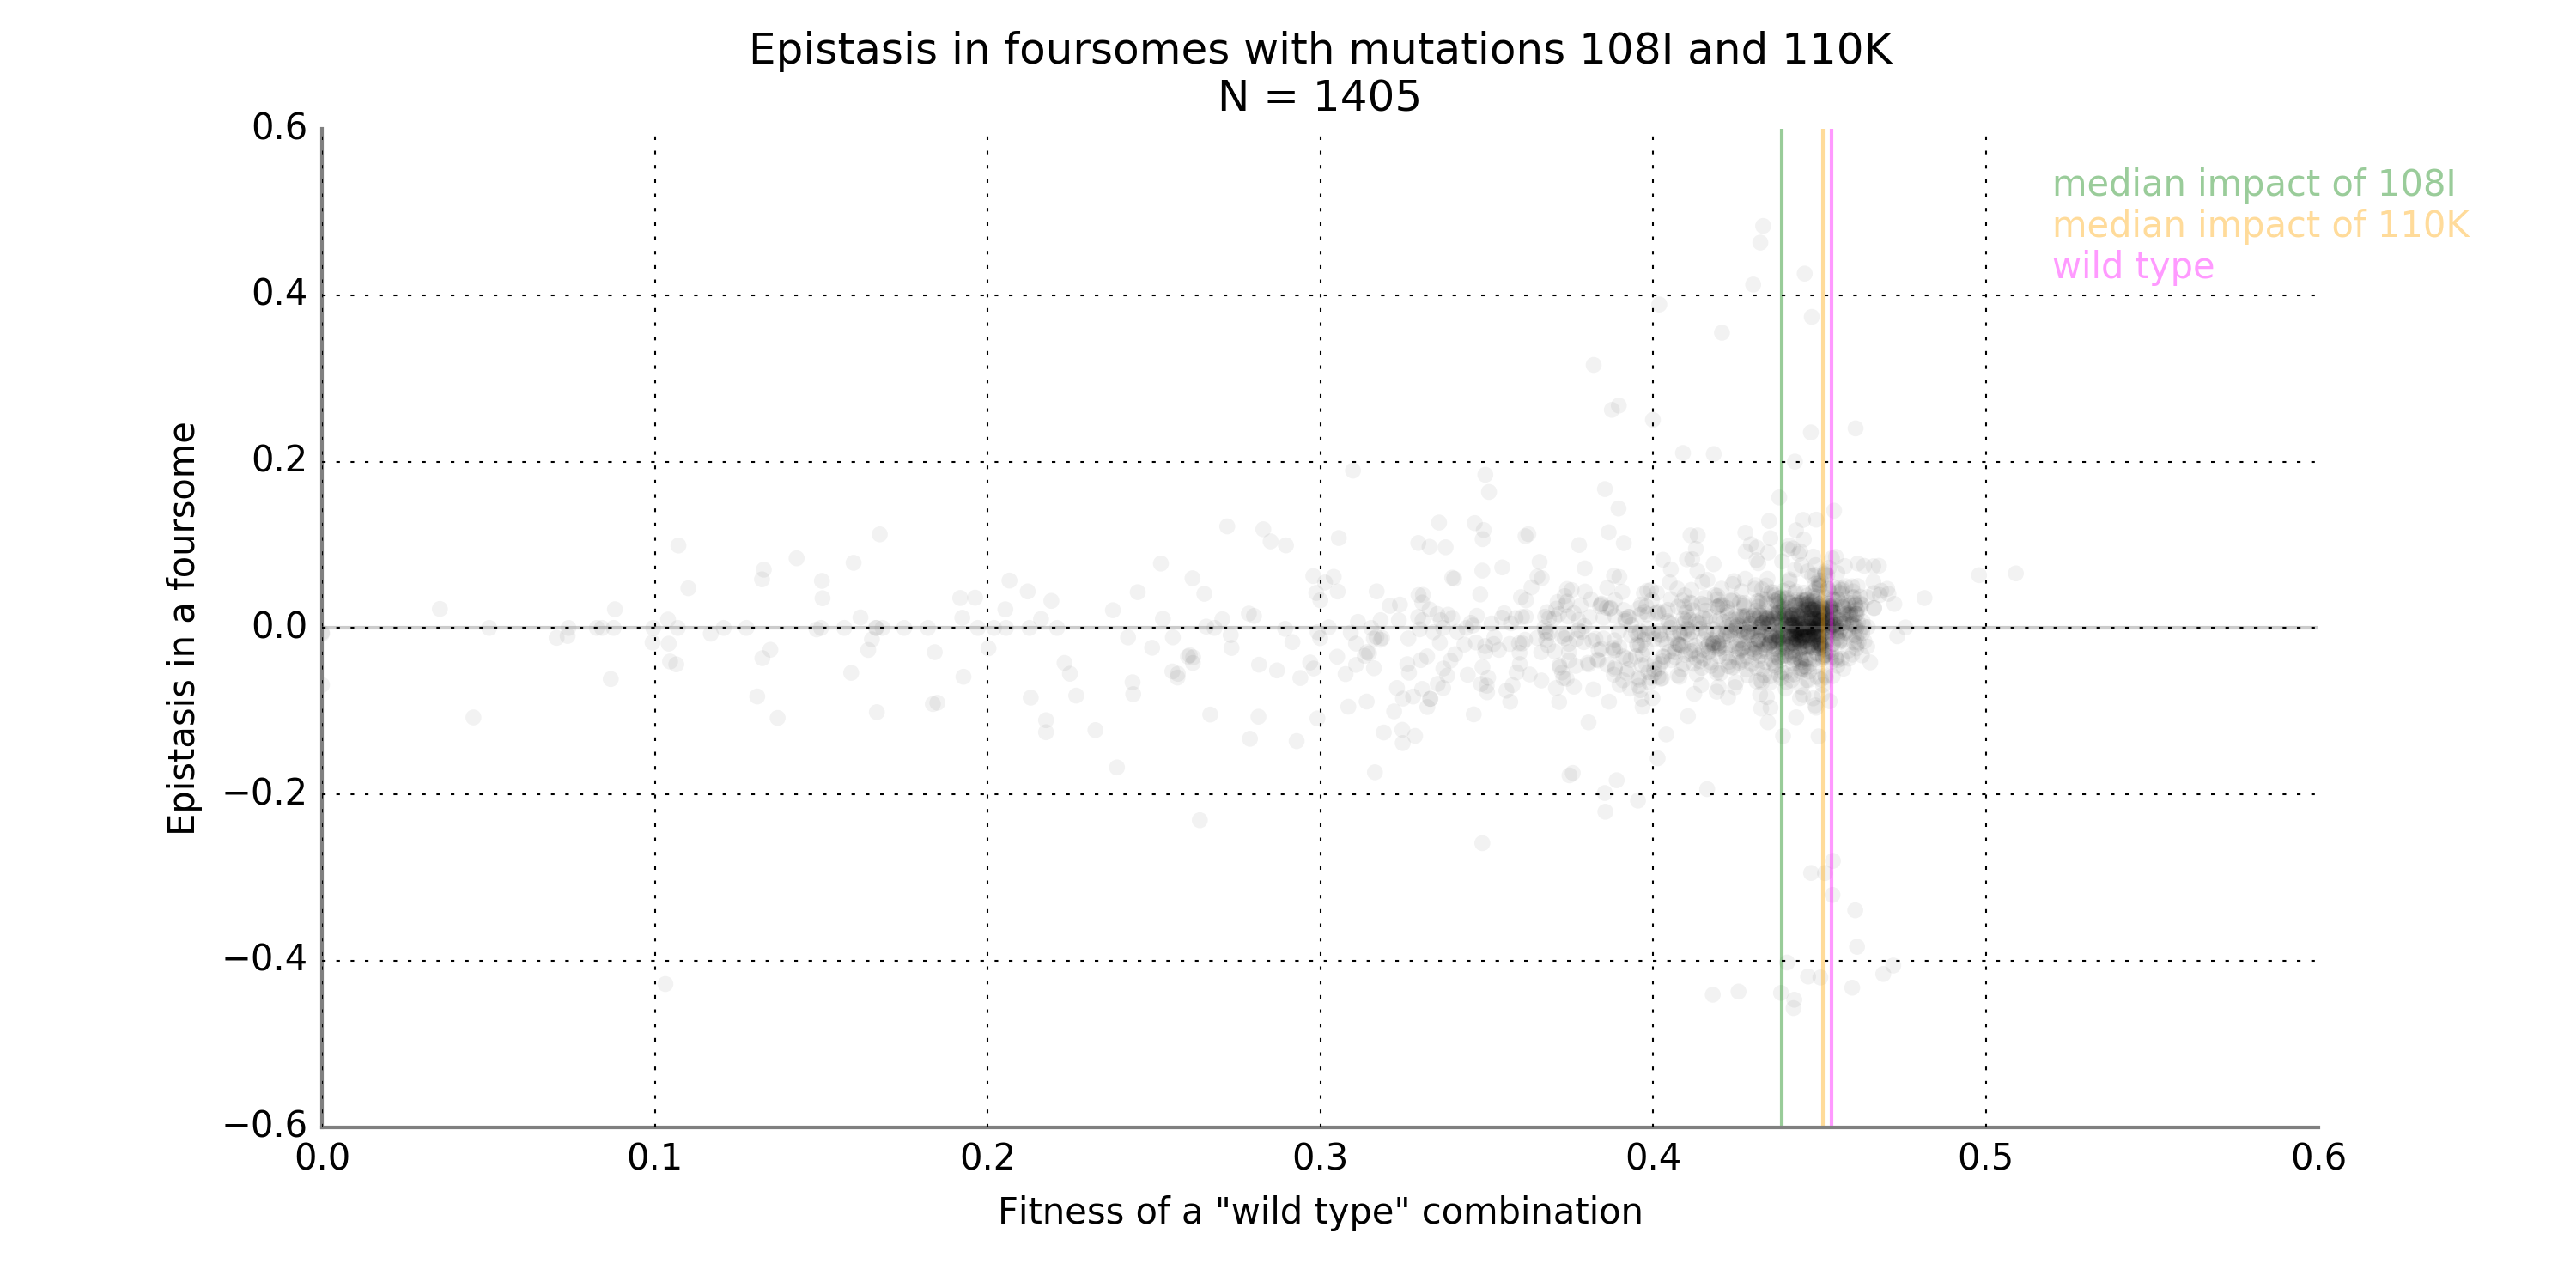 Epistasis in foursomes with mutations 108I and 110K
N = 1405
median impact of 108I
median impact of 110K
wild type
Epistasis in a foursome
0.6
0.4
0.2
0.0
−0.2
−0.4
−0.6
0.0 0.1 0.2 0.3 0.4 0.5 0.6
Fitness of a "wild type" combination